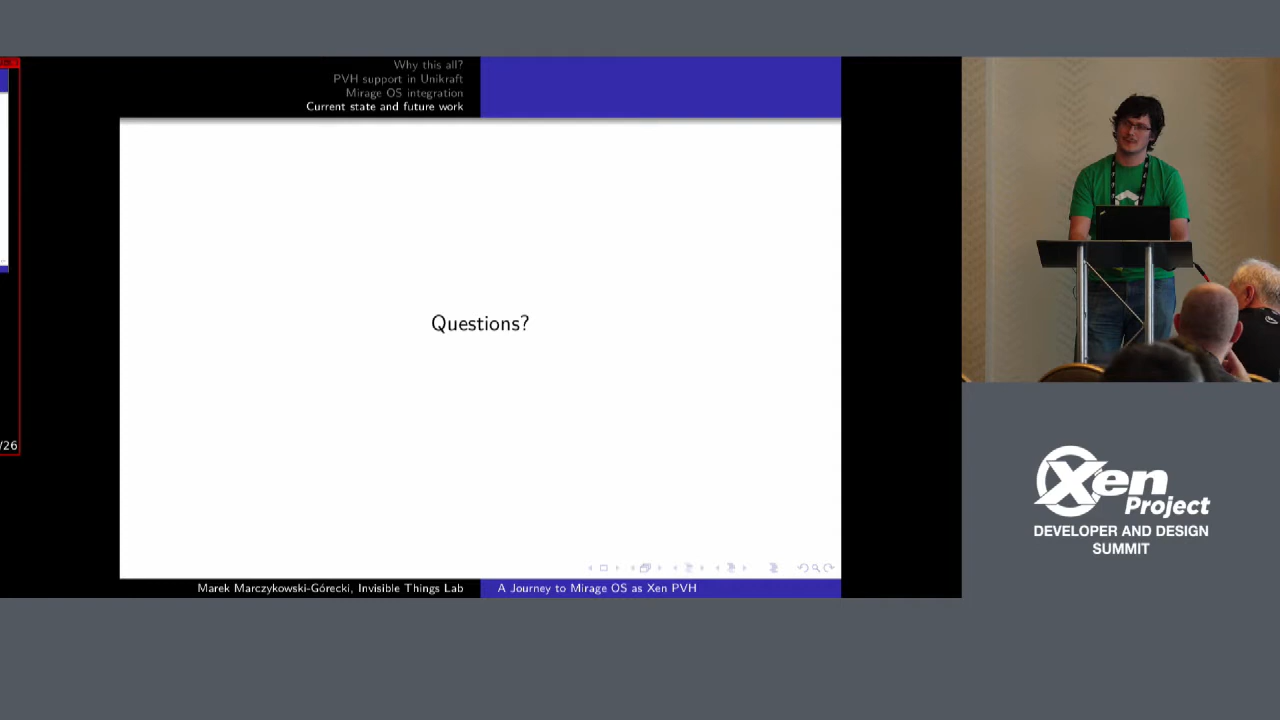 Why this all?
PVH support in Unikraft
Mirage OS integration
Current state and future work
Questions?
/26
Marek Marczykowski-Górecki, Invisible Things Lab
A Journey to Mirage OS as Xen PVH
Xen
Project
DEVELOPER AND DESIGN
SUMMIT